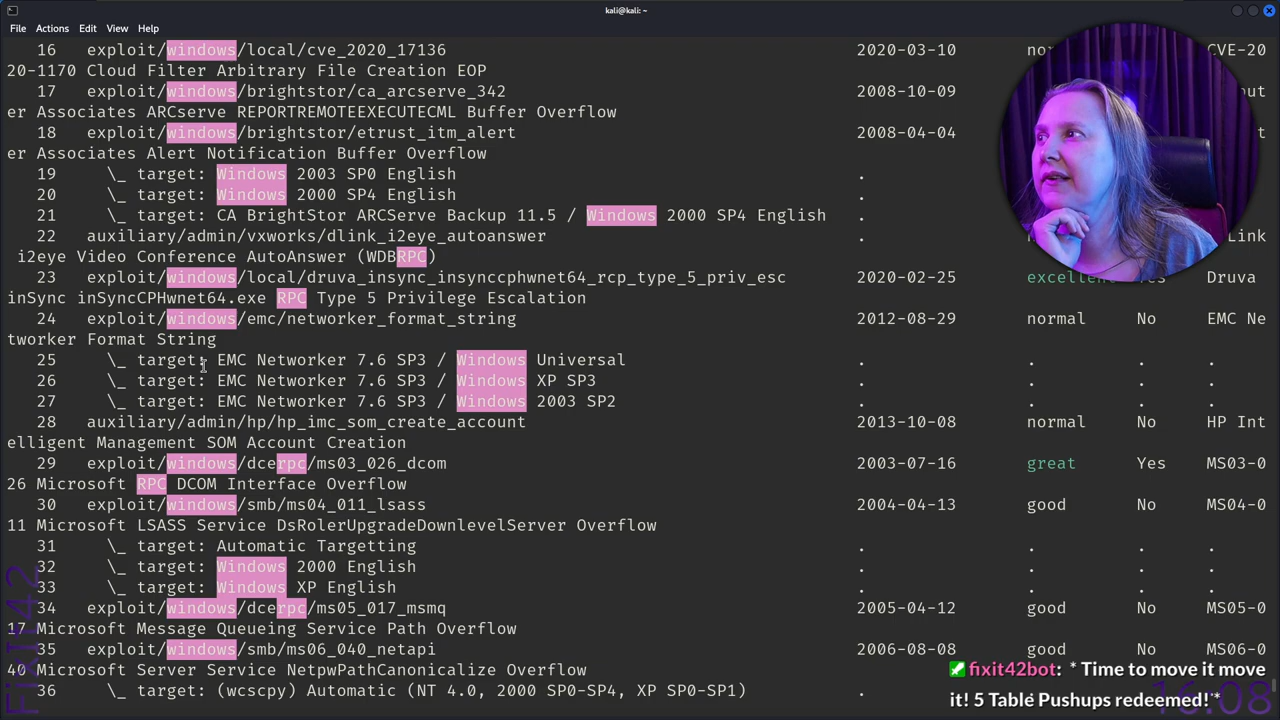 kali@kali: ~
File Actions Edit View Help
16 exploit/windows/local/cve_2020_17136 2020-03-10 CVE-20
20-1170 Cloud Filter Arbitrary File Creation EOP
17 exploit/windows/brightstor/ca_arcserve_342 2008-10-09
er Associates ARCserve REPORTREMOTEEXECUTECML Buffer Overflow
18 exploit/windows/brightstor/etrust_itm_alert 2008-04-04
er Associates Alert Notification Buffer Overflow
19 \_ target: Windows 2003 SP0 English .
20 \_ target: Windows 2000 SP4 English .
21 \_ target: CA BrightStor ARCServe Backup 11.5 / Windows 2000 SP4 English .
22 auxiliary/admin/vxworks/dlink_i2eye_autoanswer . Link
i2eye Video Conference AutoAnswer (WDBRPC)
23 exploit/windows/local/druva_insync_insynccphwnet64_rcp_type_5_priv_esc 2020-02-25 excellent Yes Druva
inSync inSyncCPHwnet64.exe RPC Type 5 Privilege Escalation
24 exploit/windows/emc/networker_format_string 2012-08-29 normal No EMC Ne
tworker Format String
25 \_ target: EMC Networker 7.6 SP3 / Windows Universal . . . .
26 \_ target: EMC Networker 7.6 SP3 / Windows XP SP3 . . . .
27 \_ target: EMC Networker 7.6 SP3 / Windows 2003 SP2 . . . .
28 auxiliary/admin/hp/hp_imc_som_create_account 2013-10-08 normal No HP Int
elligent Management SOM Account Creation
29 exploit/windows/dcerpc/ms03_026_dcom 2003-07-16 great Yes MS03-0
26 Microsoft RPC DCOM Interface Overflow
30 exploit/windows/smb/ms04_011_lsass 2004-04-13 good No MS04-0
11 Microsoft LSASS Service DsRolerUpgradeDownlevelServer Overflow
31 \_ target: Automatic Targetting . . . .
32 \_ target: Windows 2000 English . . . .
33 \_ target: Windows XP English . . . .
34 exploit/windows/dcerpc/ms05_017_msmq 2005-04-12 good No MS05-0
17 Microsoft Message Queueing Service Path Overflow
35 exploit/windows/smb/ms06_040_netapi 2006-08-08 good No MS06-0
40 Microsoft Server Service NetpwPathCanonicalize Overflow
36 \_ target: (wcscpy) Automatic (NT 4.0, 2000 SP0-SP4, XP SP0-SP1) .
fixit42bot: * Time to move it move
it! 5 Table Pushups redeemed! *
FiXiT42
16:08